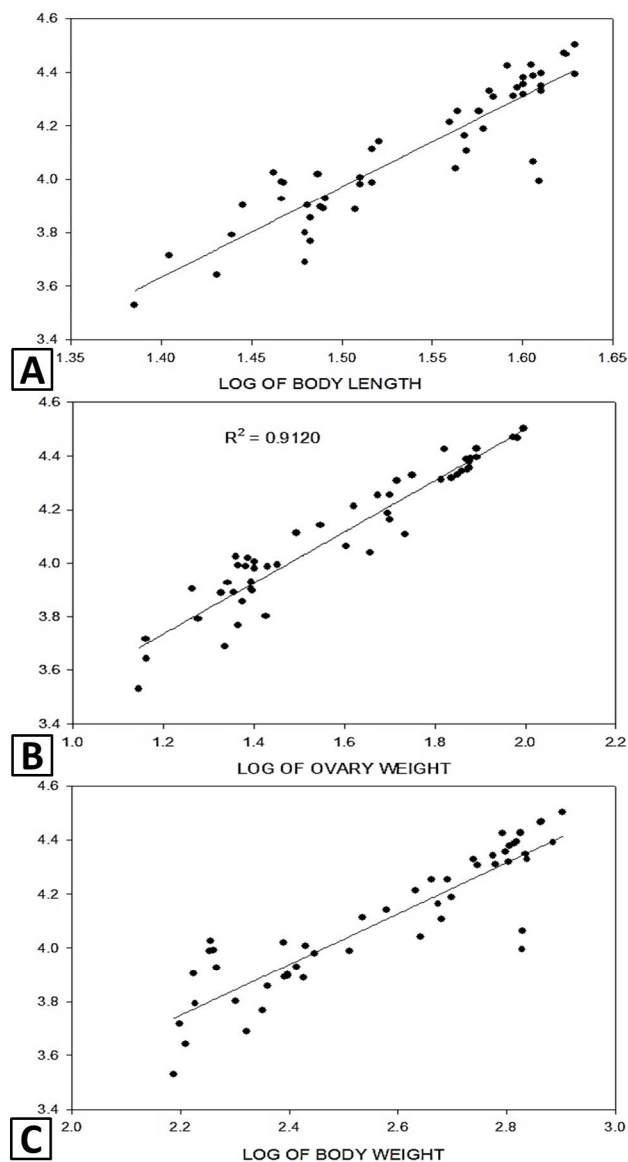 4.6
4.4
4.2
4.0
3.8
3.6
3.4
1.35 1.40 1.45 1.50 1.55 1.60 1.65
A
LOG OF BODY LENGTH
4.6
R² = 0.9120
4.4
4.2
4.0
3.8
3.6
3.4
1.0 1.2 1.4 1.6 1.8 2.0 2.2
B
LOG OF OVARY WEIGHT
4.6
4.4
4.2
4.0
3.8
3.6
3.4
2.0 2.2 2.4 2.6 2.8 3.0
C
LOG OF BODY WEIGHT